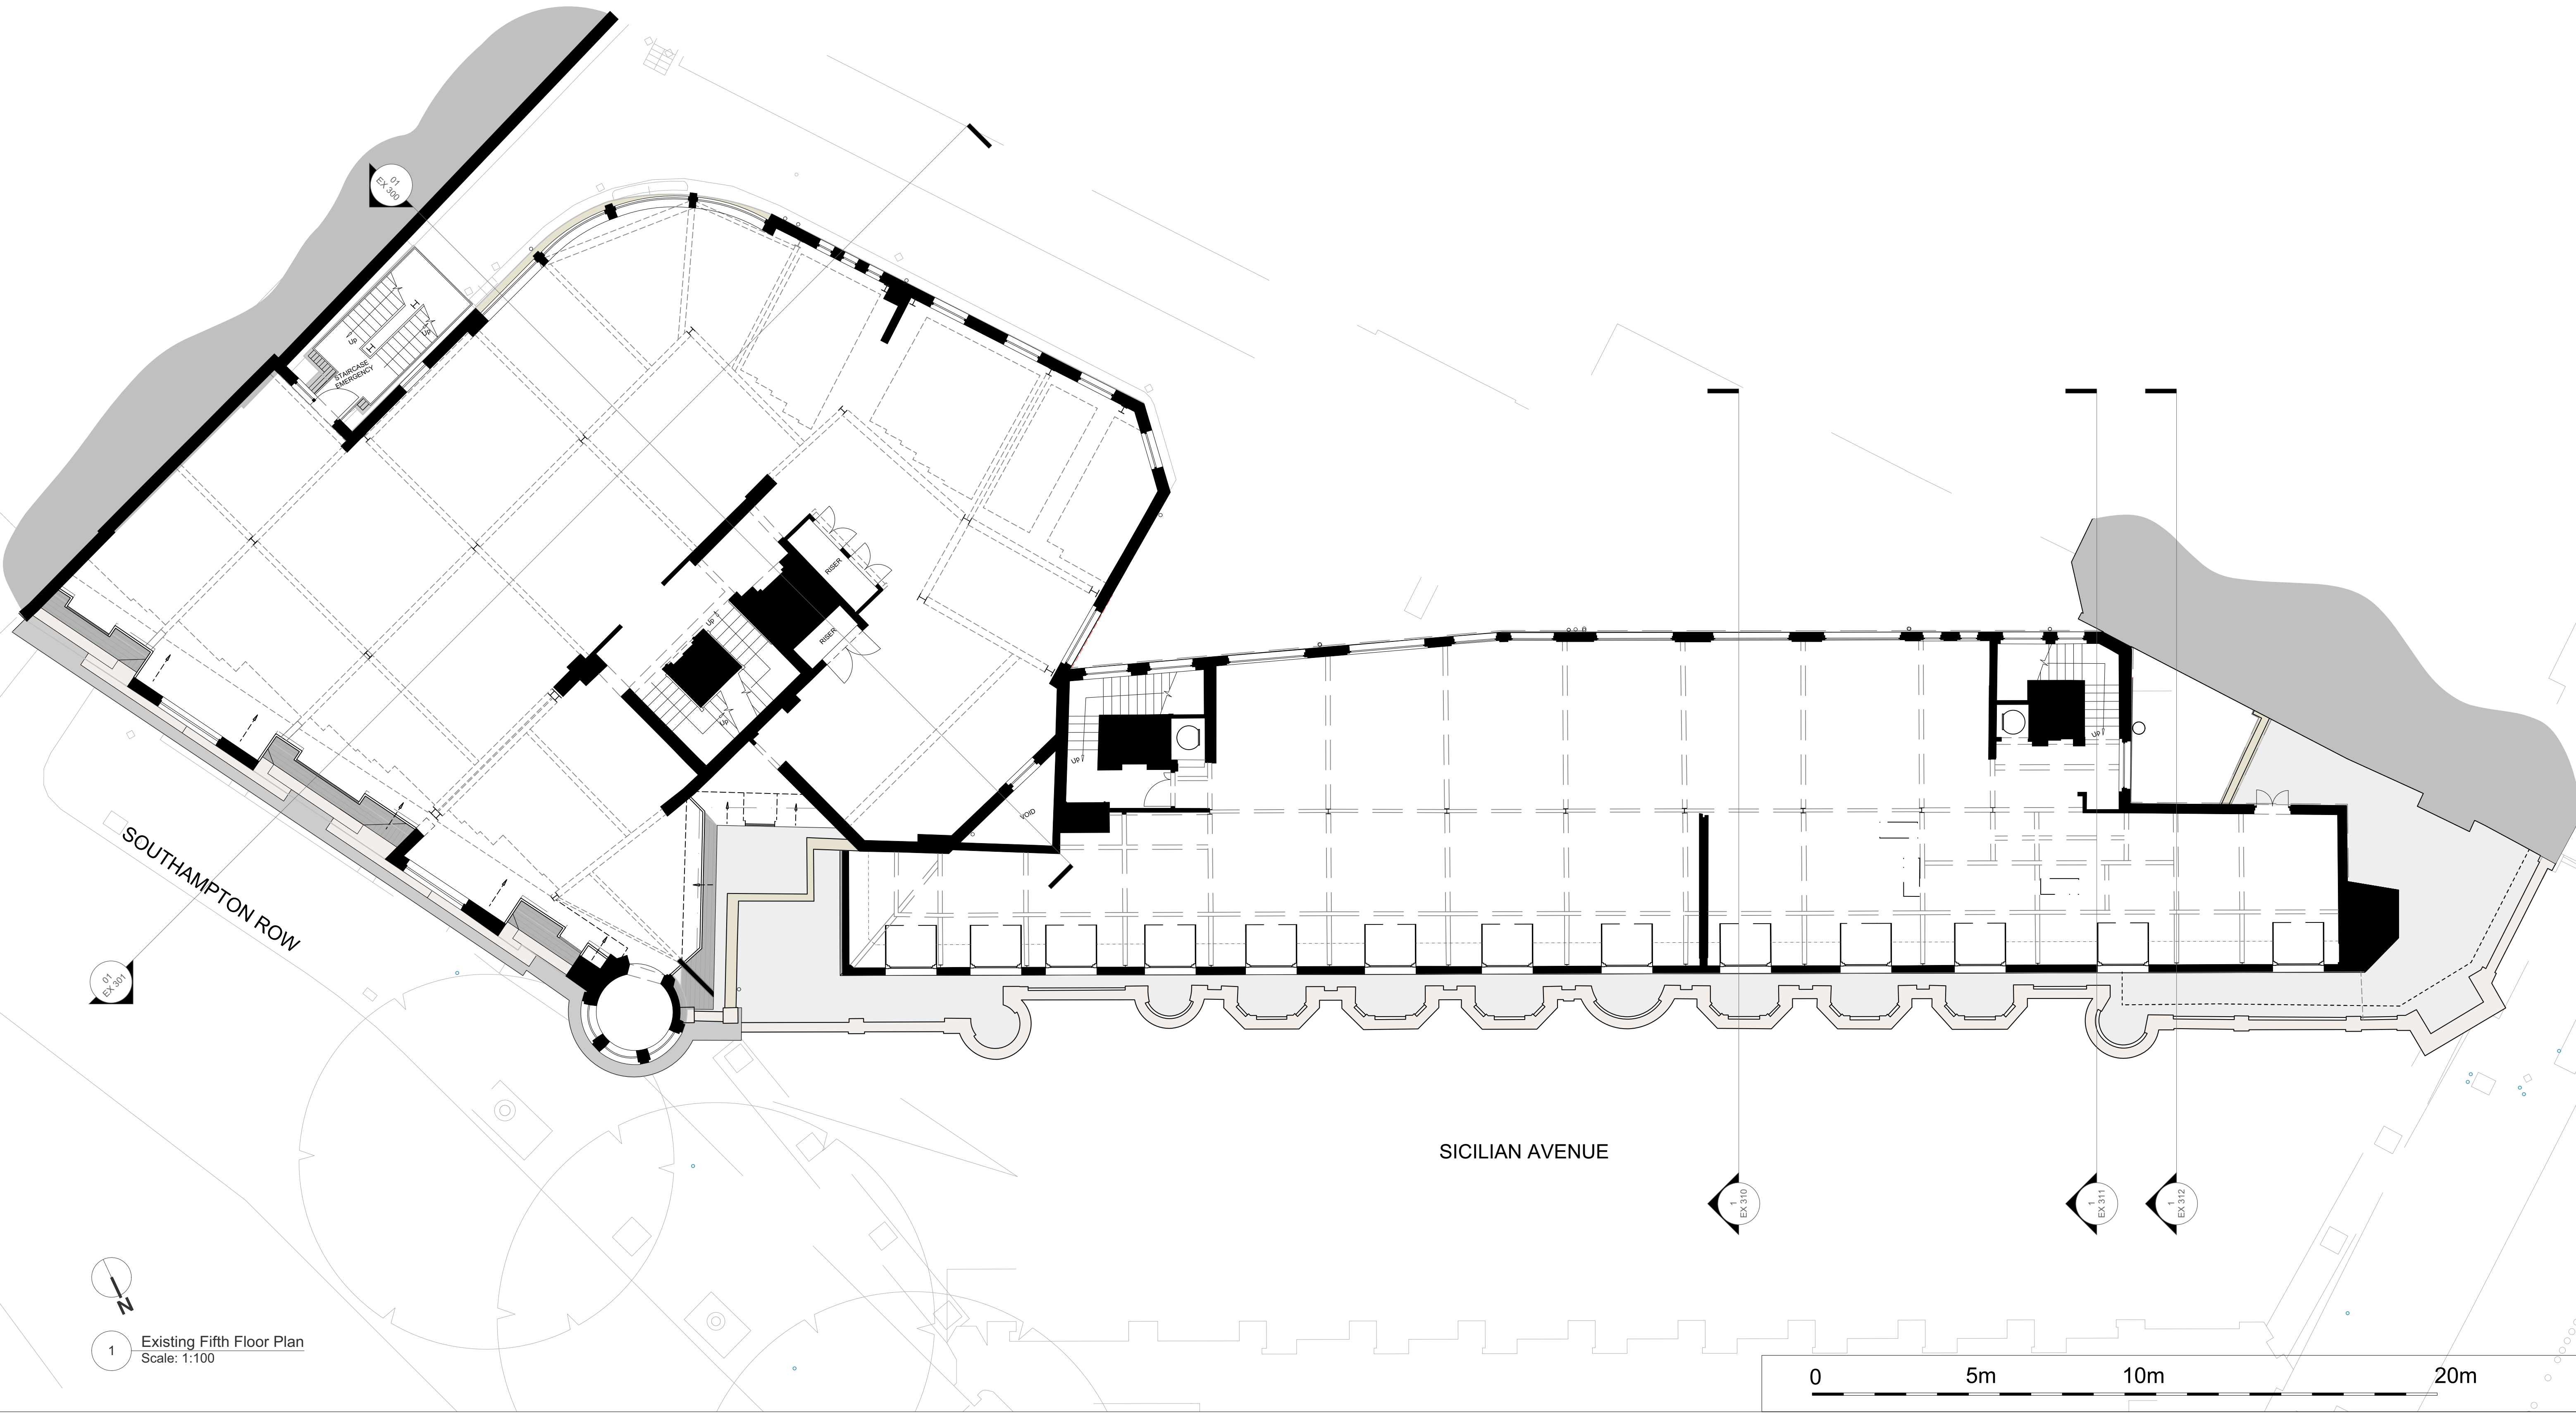 01
EX 300
Up
Up
STAIRCASE
EMERGENCY
RISER
RISER
Up
Up
Up
Up
VOID
SOUTHAMPTON ROW
01
EX 301
SICILIAN AVENUE
1
EX 310
1
EX 311
1
EX 312
N
1
Existing Fifth Floor Plan
Scale: 1:100
0
5m
10m
20m